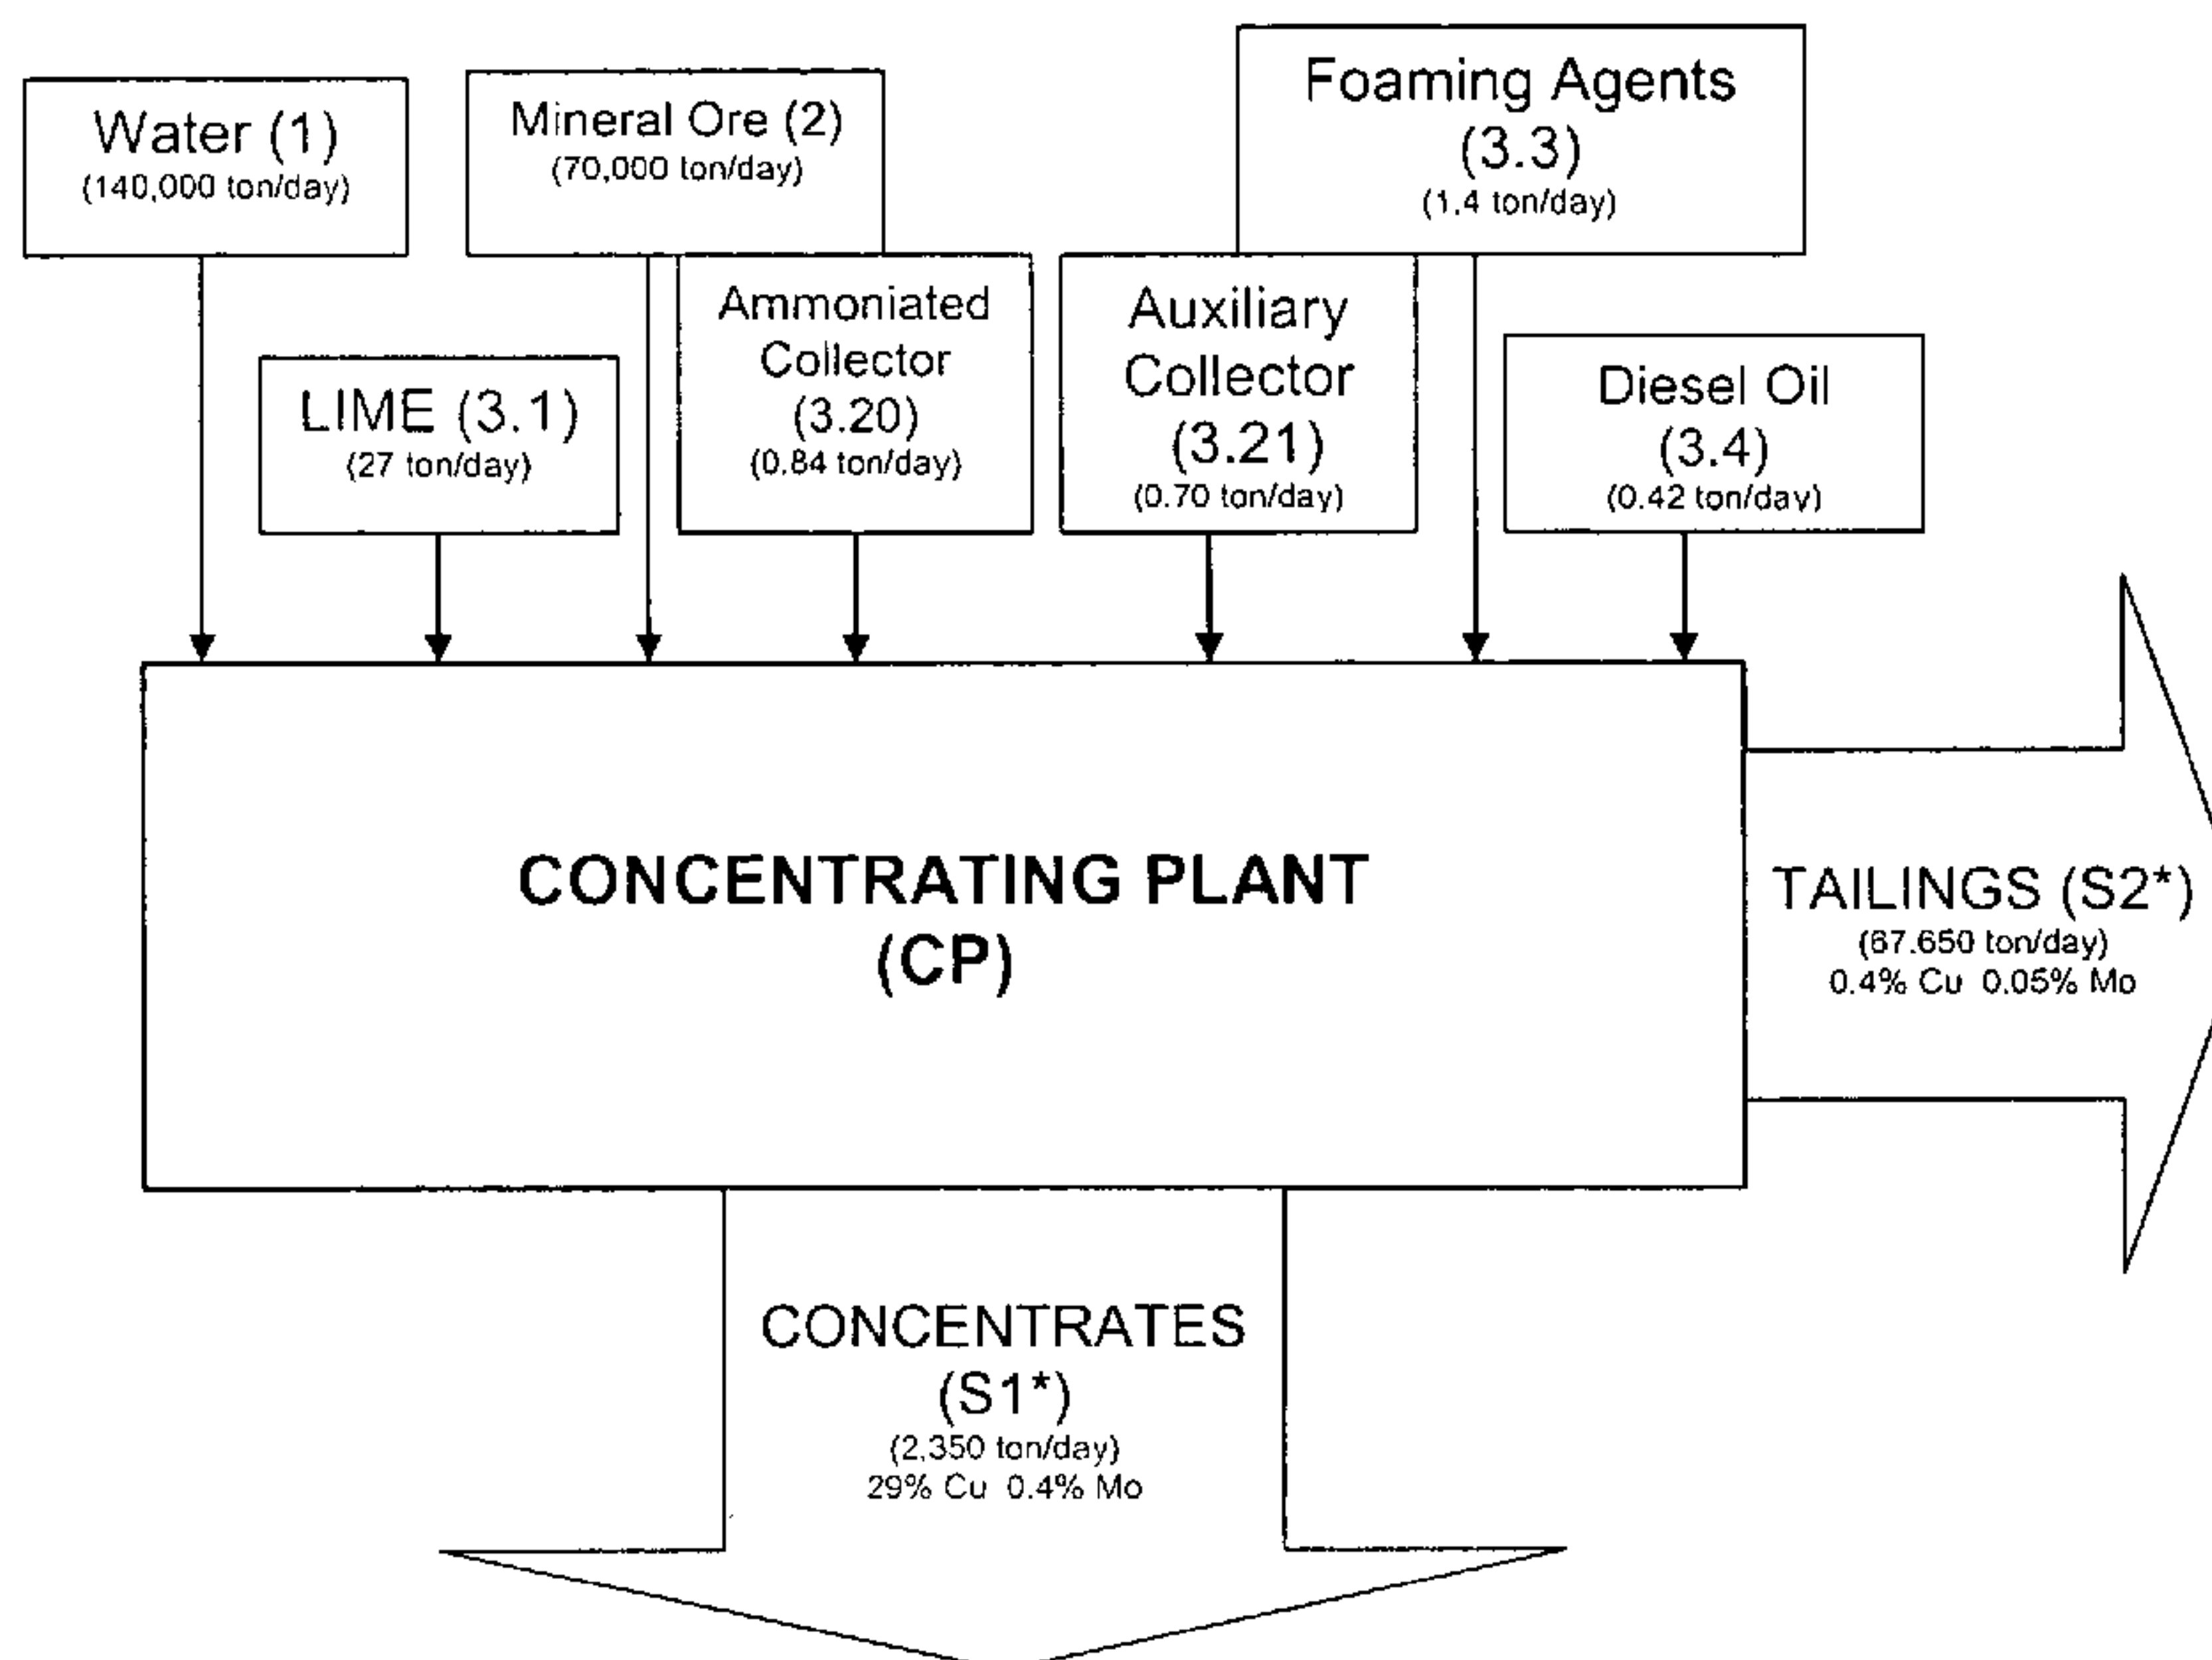 Water (1)
(140,000 ton/day)
Mineral Ore (2)
(70,000 ton/day)
Foaming Agents
(3.3)
(1.4 ton/day)
LIME (3.1)
(27 ton/day)
Ammoniated
Collector
(3.20)
(0.84 ton/day)
Auxiliary
Collector
(3.21)
(0.70 ton/day)
Diesel Oil
(3.4)
(0.42 ton/day)
CONCENTRATING PLANT
(CP)
TAILINGS (S2*)
(67.650 ton/day)
0.4% Cu 0.05% Mo
CONCENTRATES
(S1*)
(2,350 ton/day)
29% Cu 0.4% Mo